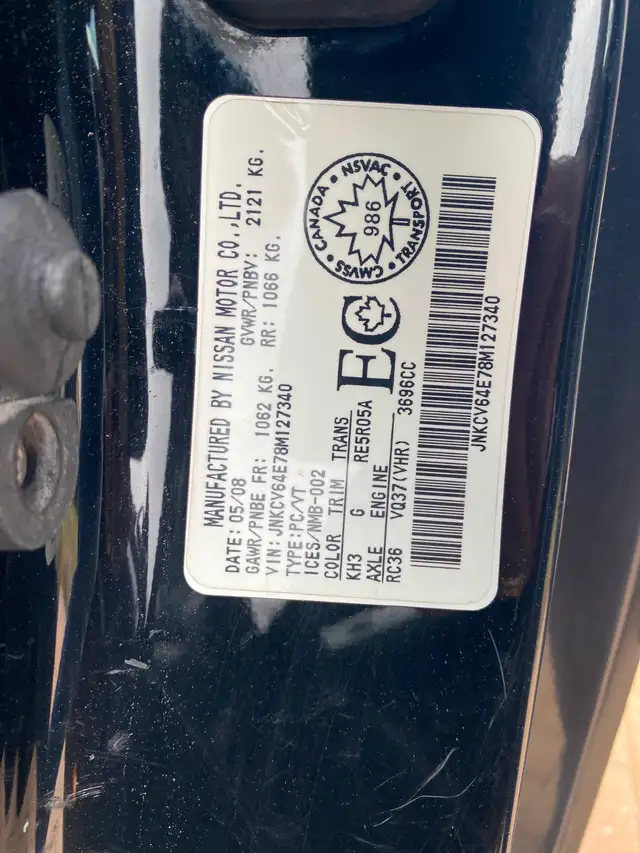 MANUFACTURED BY NISSAN MOTOR CO.,LTD.
DATE:05/08 GVWR/PNBV: 2121 KG.
GAWR/PNBE FR: 1062 KG. RR: 1066 KG.
VIN:JNKCV64E78M127340
TYPE:PC/VT
ICES/NMB-002
COLOR TRIM TRANS
KH3 G RE5R05A
AXLE ENGINE
RC36 VQ37(VHR) 3696CC
EC
CANADA • NSVAC • TRANSPORT • CMVSS •
986
JNKCV64E78M127340